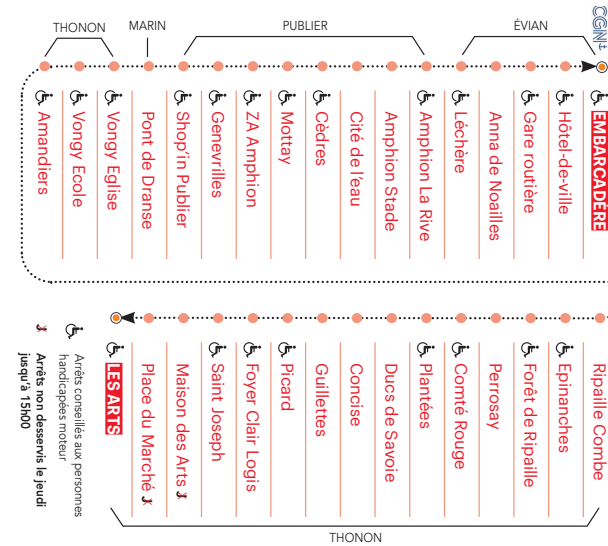 THONON
MARIN
PUBLIER
ÉVIAN
CGN
EMBARCADÈRE
Hôtel-de-ville
Gare routière
Anna de Noailles
Léchère
Amphion La Rive
Amphion Stade
Cité de l'eau
Cèdres
Mottay
ZA Amphion
Genevrilles
Shop'in Publier
Pont de Dranse
Vongy Eglise
Vongy Ecole
Amandiers
Ripaille Combe
Epinanches
Forêt de Ripaille
Perrosay
Comté Rouge
Plantées
Ducs de Savoie
Concise
Guillettes
Picard
Foyer Clair Logis
Saint Joseph
Maison des Arts
Place du Marché
LES ARTS
THONON
Arrêts conseillés aux personnes
handicapées moteur
Arrêts non desservis le jeudi
jusqu'à 15h00